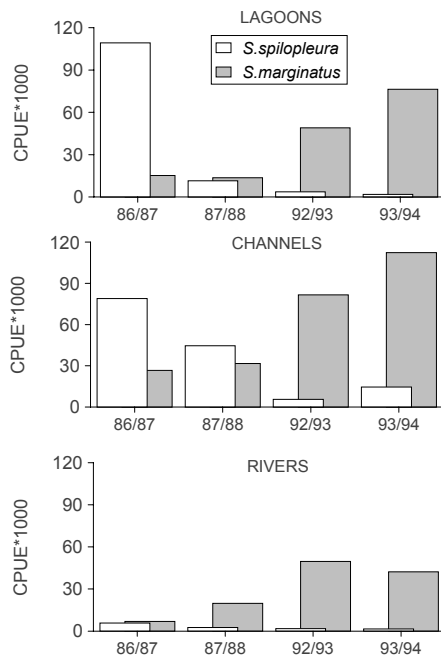 LAGOONS
120
90
60
30
0
CPUE*1000
S.spilopleura
S.marginatus
86/87 87/88 92/93 93/94
CHANNELS
120
90
60
30
0
CPUE*1000
86/87 87/88 92/93 93/94
RIVERS
120
90
60
30
0
CPUE*1000
86/87 87/88 92/93 93/94